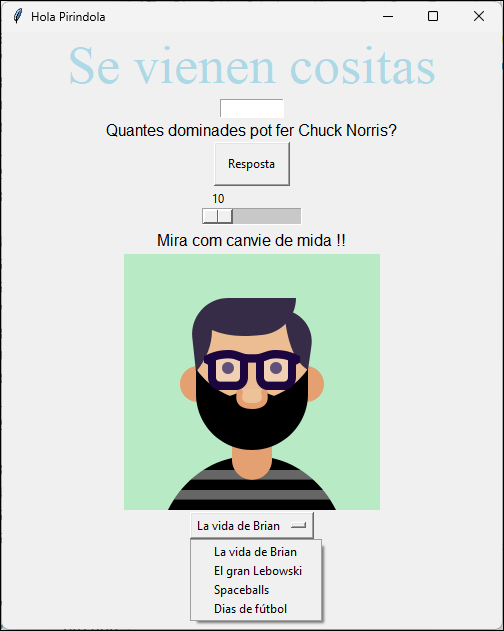 Hola Pirindola
Se vienen cositas
Quantes dominades pot fer Chuck Norris?
Resposta
10
Mira com canvie de mida !!
La vida de Brian
La vida de Brian
El gran Lebowski
Spaceballs
Dias de fútbol